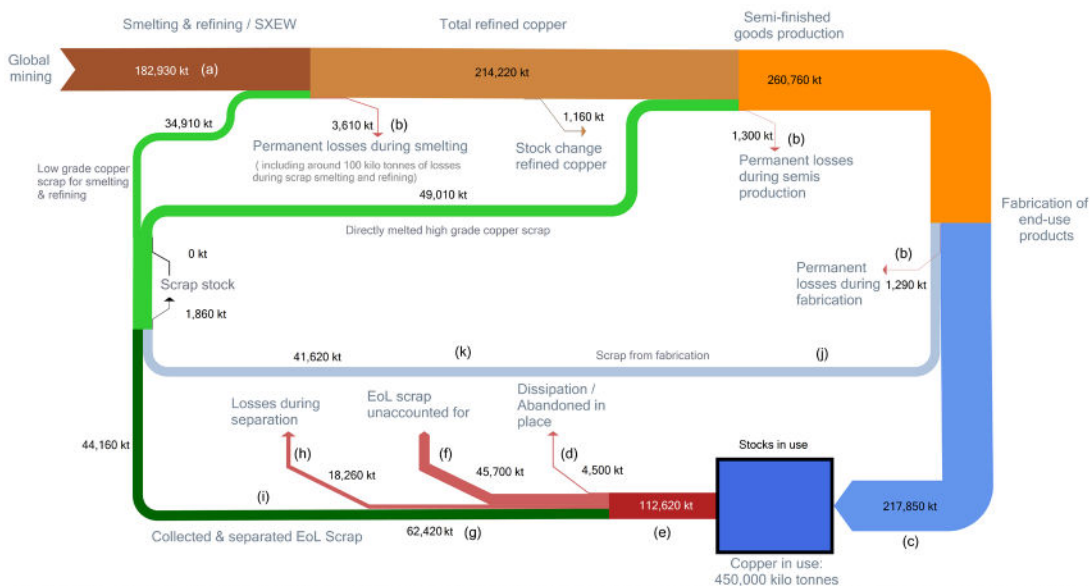 Smelting & refining / SXEW
Total refined copper
Semi-finished
goods production
Global
mining
182,930 kt (a)
214,220 kt
260,760 kt
34,910 kt
3,610 kt (b)
Permanent losses during smelting
( including around 100 kilo tonnes of losses
during scrap smelting and refining)
1,160 kt
Stock change
refined copper
1,300 kt (b)
Permanent losses
during semis
production
Low grade copper
scrap for smelting
& refining
49,010 kt
Directly melted high grade copper scrap
Fabrication of
end-use
products
0 kt
Scrap stock
1,860 kt
(b)
Permanent
losses during
fabrication
1,290 kt
41,620 kt
(k)
Scrap from fabrication
(j)
Losses during
separation
EoL scrap
unaccounted for
Dissipation /
Abandoned in
place
44,160 kt
(h)
18,260 kt
(f)
45,700 kt
(d)
4,500 kt
Stocks in use
(i)
112,620 kt
217,850 kt
62,420 kt
(g)
(e)
(c)
Collected & separated EoL Scrap
Copper in use:
450,000 kilo tonnes